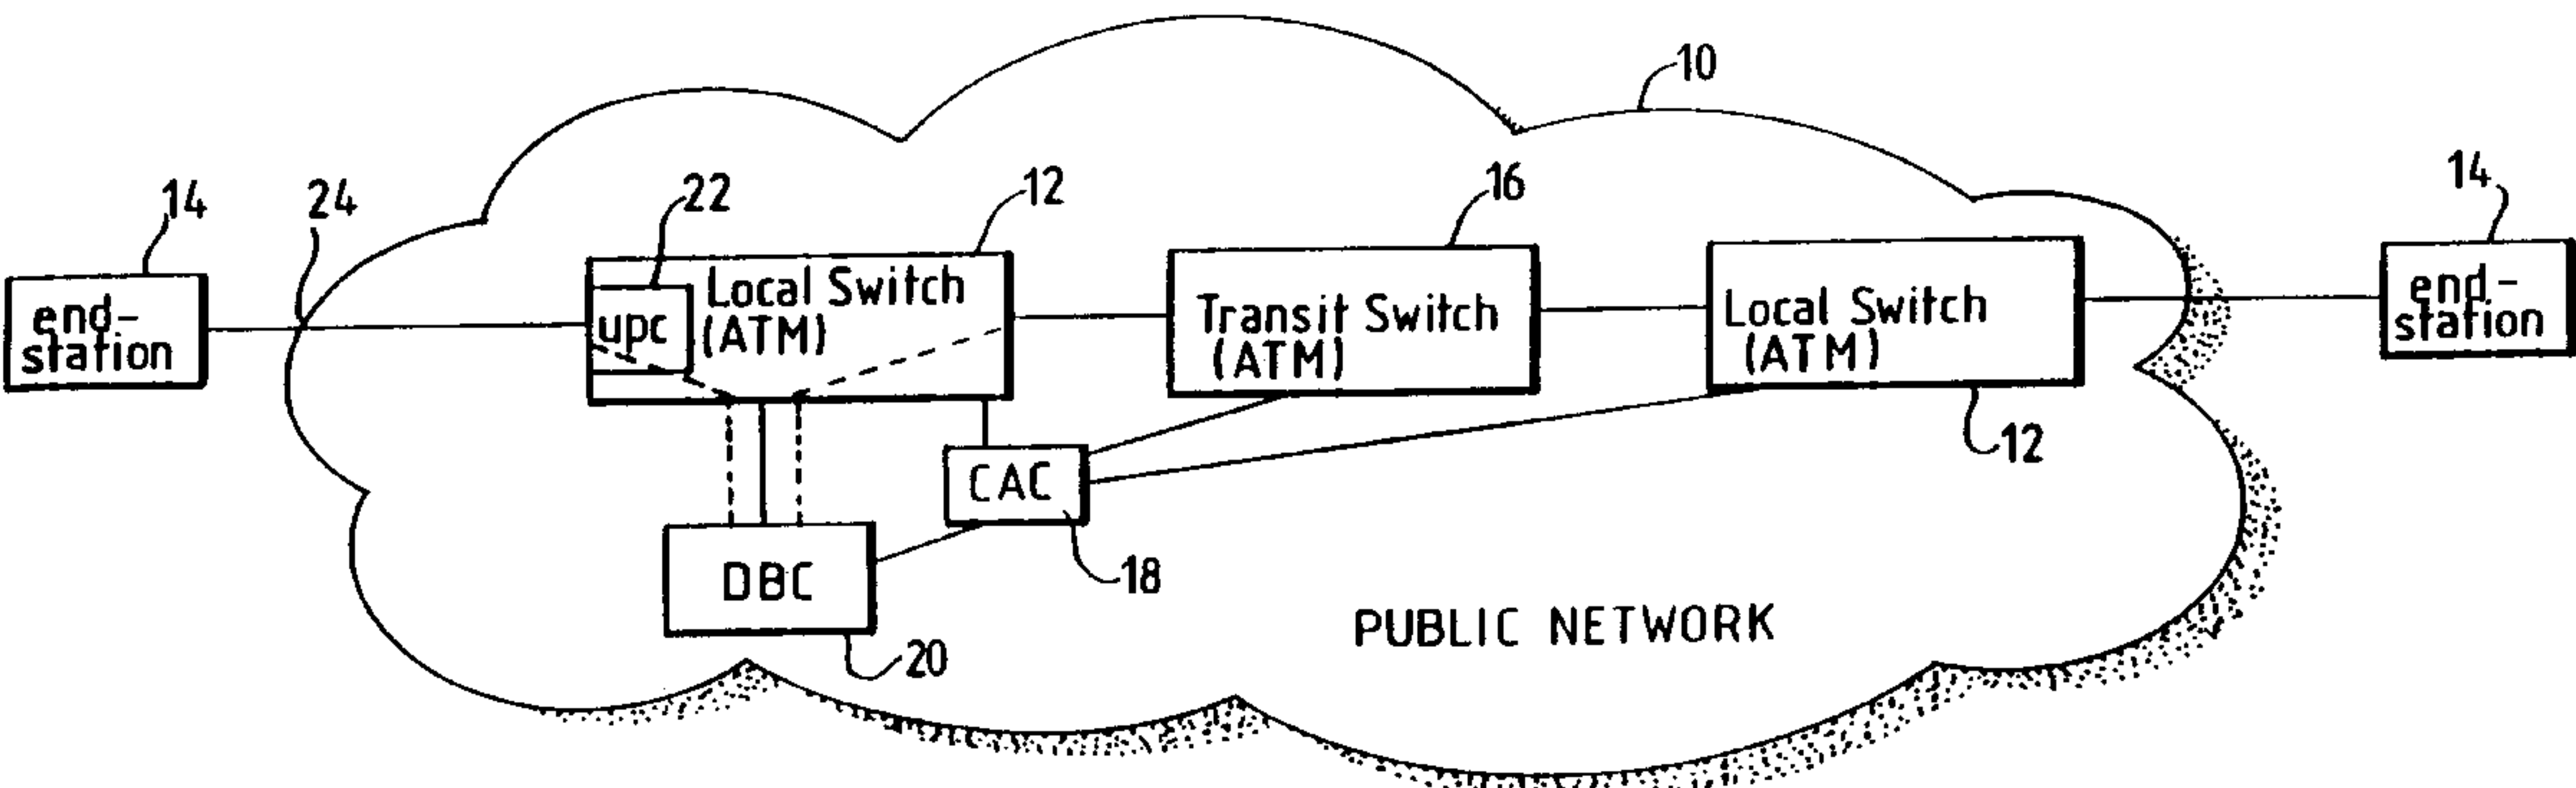 10
14
24
22
12
16
14
end-
station
upc
Local Switch
(ATM)
Transit Switch
(ATM)
Local Switch
(ATM)
end-
station
12
CAC
18
DBC
20
PUBLIC NETWORK